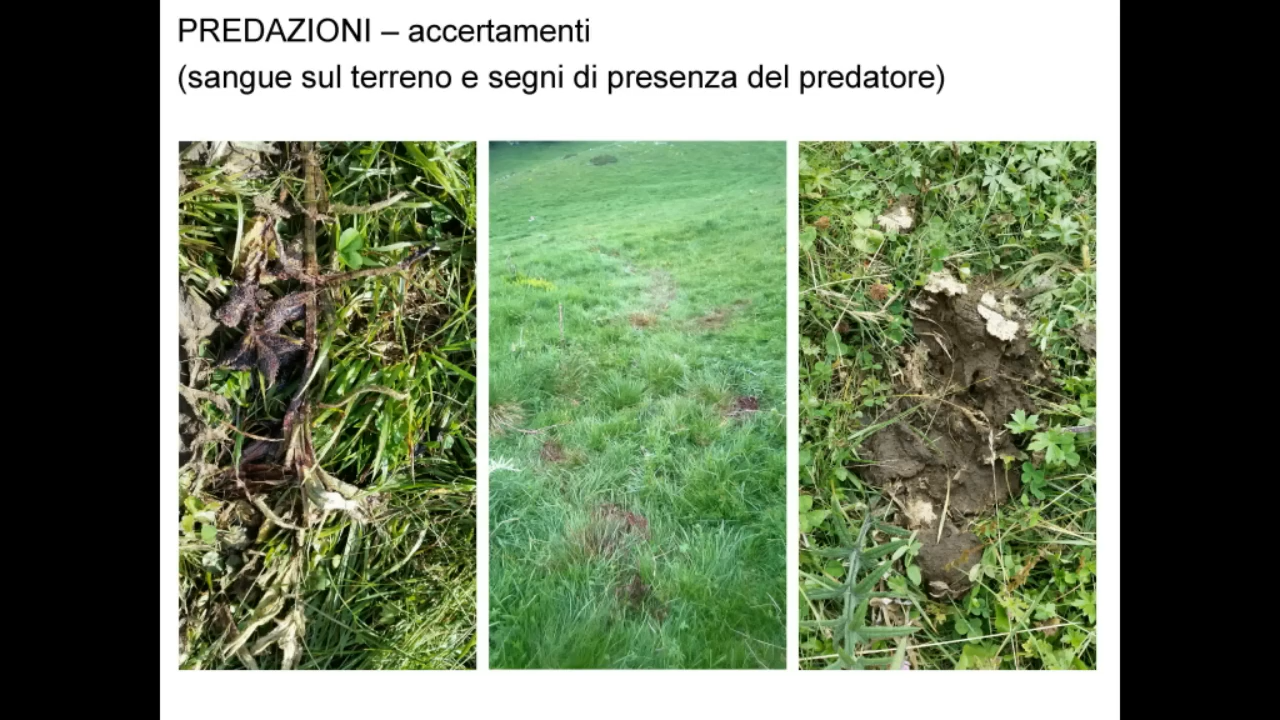 PREDAZIONI – accertamenti
(sangue sul terreno e segni di presenza del predatore)